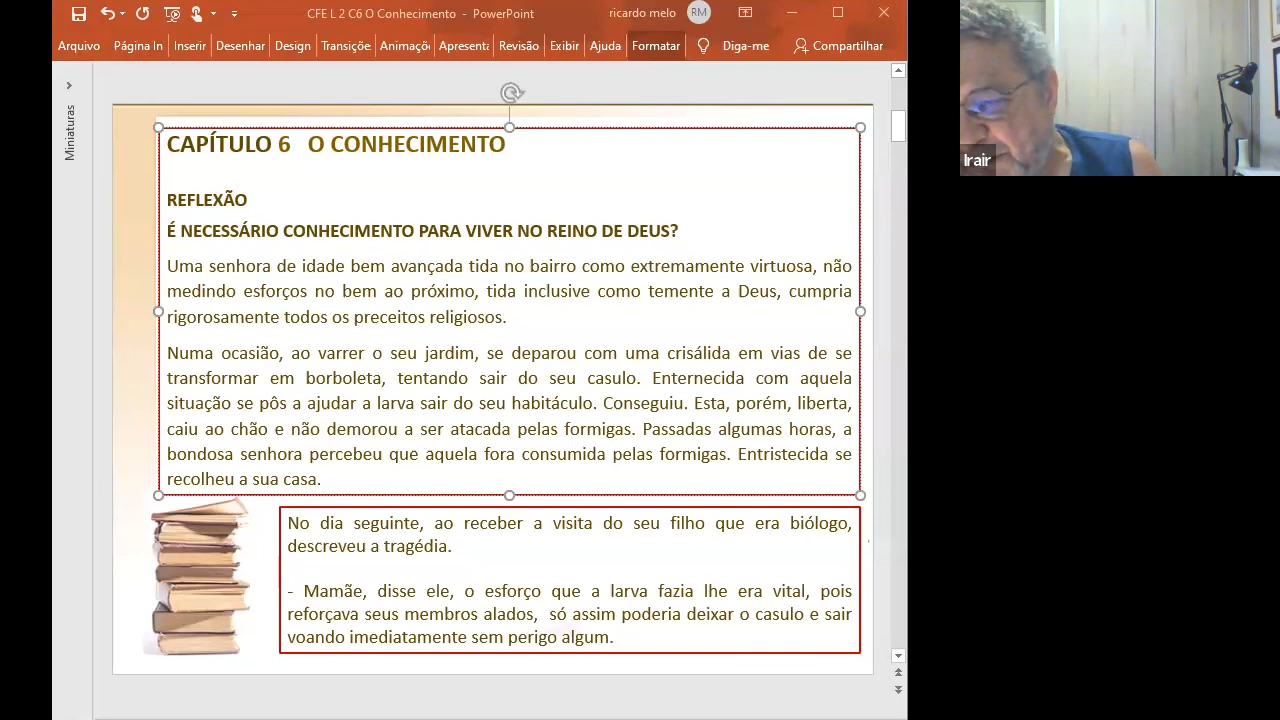 CFE L 2 C6 O Conhecimento - PowerPoint
ricardo melo
RM
Arquivo
Página In
Inserir
Desenhar
Design
Transiçõe
Animaçõ
Apresenta
Revisão
Exibir
Ajuda
Formatar
Diga-me
Compartilhar
Miniaturas
CAPÍTULO 6 O CONHECIMENTO
REFLEXÃO
É NECESSÁRIO CONHECIMENTO PARA VIVER NO REINO DE DEUS?
Uma senhora de idade bem avançada tida no bairro como extremamente virtuosa, não
medindo esforços no bem ao próximo, tida inclusive como temente a Deus, cumpria
rigorosamente todos os preceitos religiosos.
Numa ocasião, ao varrer o seu jardim, se deparou com uma crisálida em vias de se
transformar em borboleta, tentando sair do seu casulo. Enternecida com aquela
situação se pôs a ajudar a larva sair do seu habitáculo. Conseguiu. Esta, porém, liberta,
caiu ao chão e não demorou a ser atacada pelas formigas. Passadas algumas horas, a
bondosa senhora percebeu que aquela fora consumida pelas formigas. Entristecida se
recolheu a sua casa.
No dia seguinte, ao receber a visita do seu filho que era biólogo,
descreveu a tragédia.
- Mamãe, disse ele, o esforço que a larva fazia lhe era vital, pois
reforçava seus membros alados, só assim poderia deixar o casulo e sair
voando imediatamente sem perigo algum.
Irair